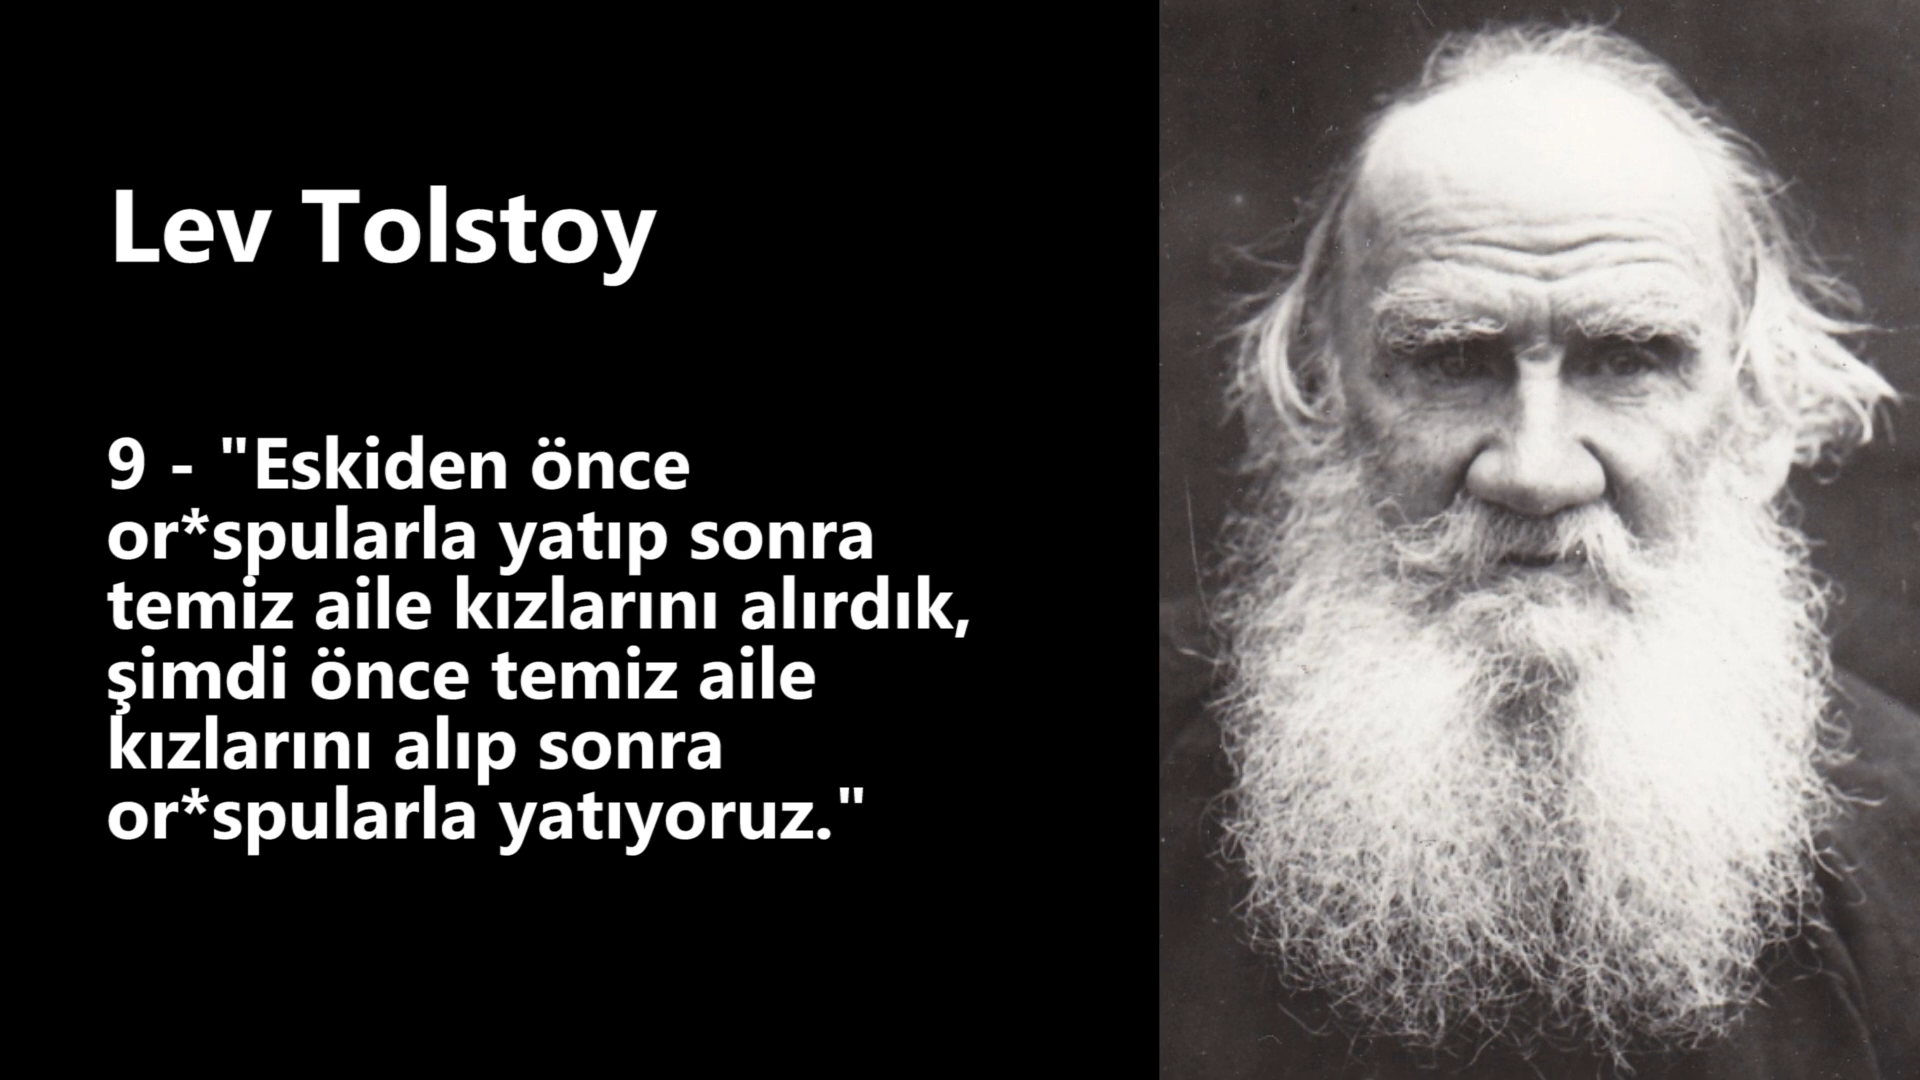 Lev Tolstoy
9 - "Eskiden önce
or*spularla yatıp sonra
temiz aile kızlarını alırdık,
şimdi önce temiz aile
kızlarını alıp sonra
or*spularla yatıyoruz."